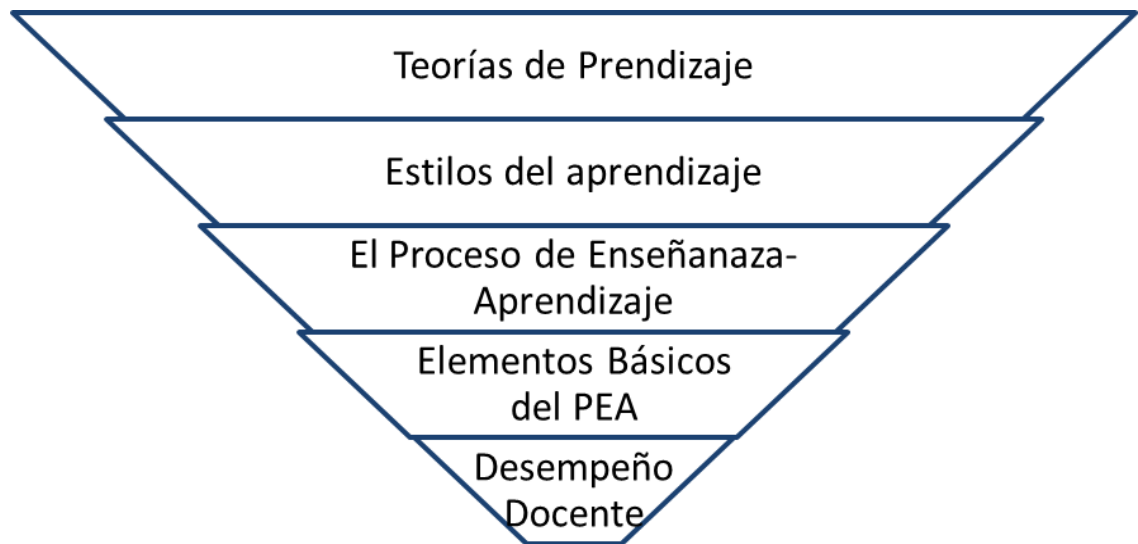 Teorías de Prendizaje
Estilos del aprendizaje
El Proceso de Enseñanaza-
Aprendizaje
Elementos Básicos
del PEA
Desempeño
Docente